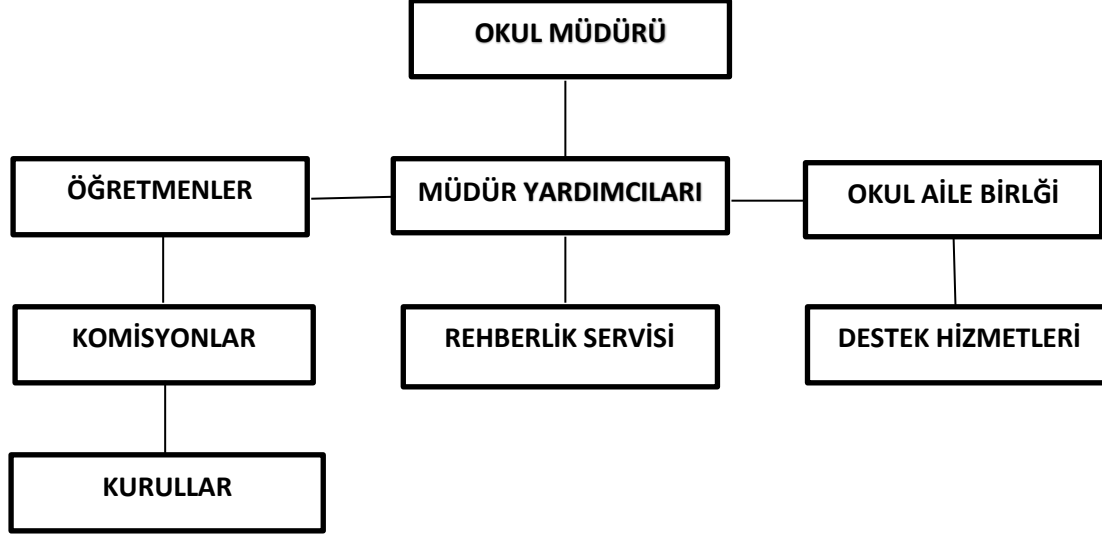 OKUL MÜDÜRÜ
ÖĞRETMENLER
MÜDÜR YARDIMCILARI
OKUL AİLE BİRLĞİ
KOMİSYONLAR
REHBERLİK SERVİSİ
DESTEK HİZMETLERİ
KURULLAR